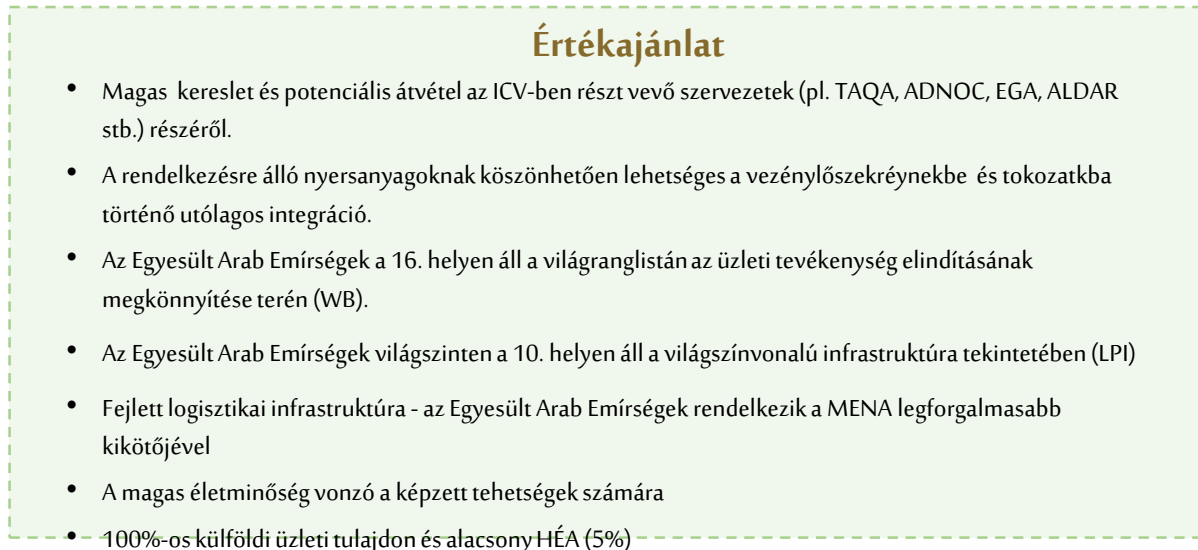 Értékajánlat
• Magas kereslet és potenciális átvétel az ICV-ben részt vevő szervezetek (pl. TAQA, ADNOC, EGA, ALDAR
stb.) részéről.
• A rendelkezésre álló nyersanyagoknak köszönhetően lehetséges a vezénylőszekréynekbe és tokozatkba
történő utólagos integráció.
• Az Egyesült Arab Emírségek a 16. helyen áll a világranglistán az üzleti tevékenység elindításának
megkönnyítése terén (WB).
• Az Egyesült Arab Emírségek világszinten a 10. helyen áll a világszínvonalú infrastruktúra tekintetében (LPI)
• Fejlett logisztikai infrastruktúra - az Egyesült Arab Emírségek rendelkezik a MENA legforgalmasabb
kikötőjével
• A magas életminőség vonzó a képzett tehetségek számára
• 100%-os külföldi üzleti tulajdon és alacsony HÉA (5%)